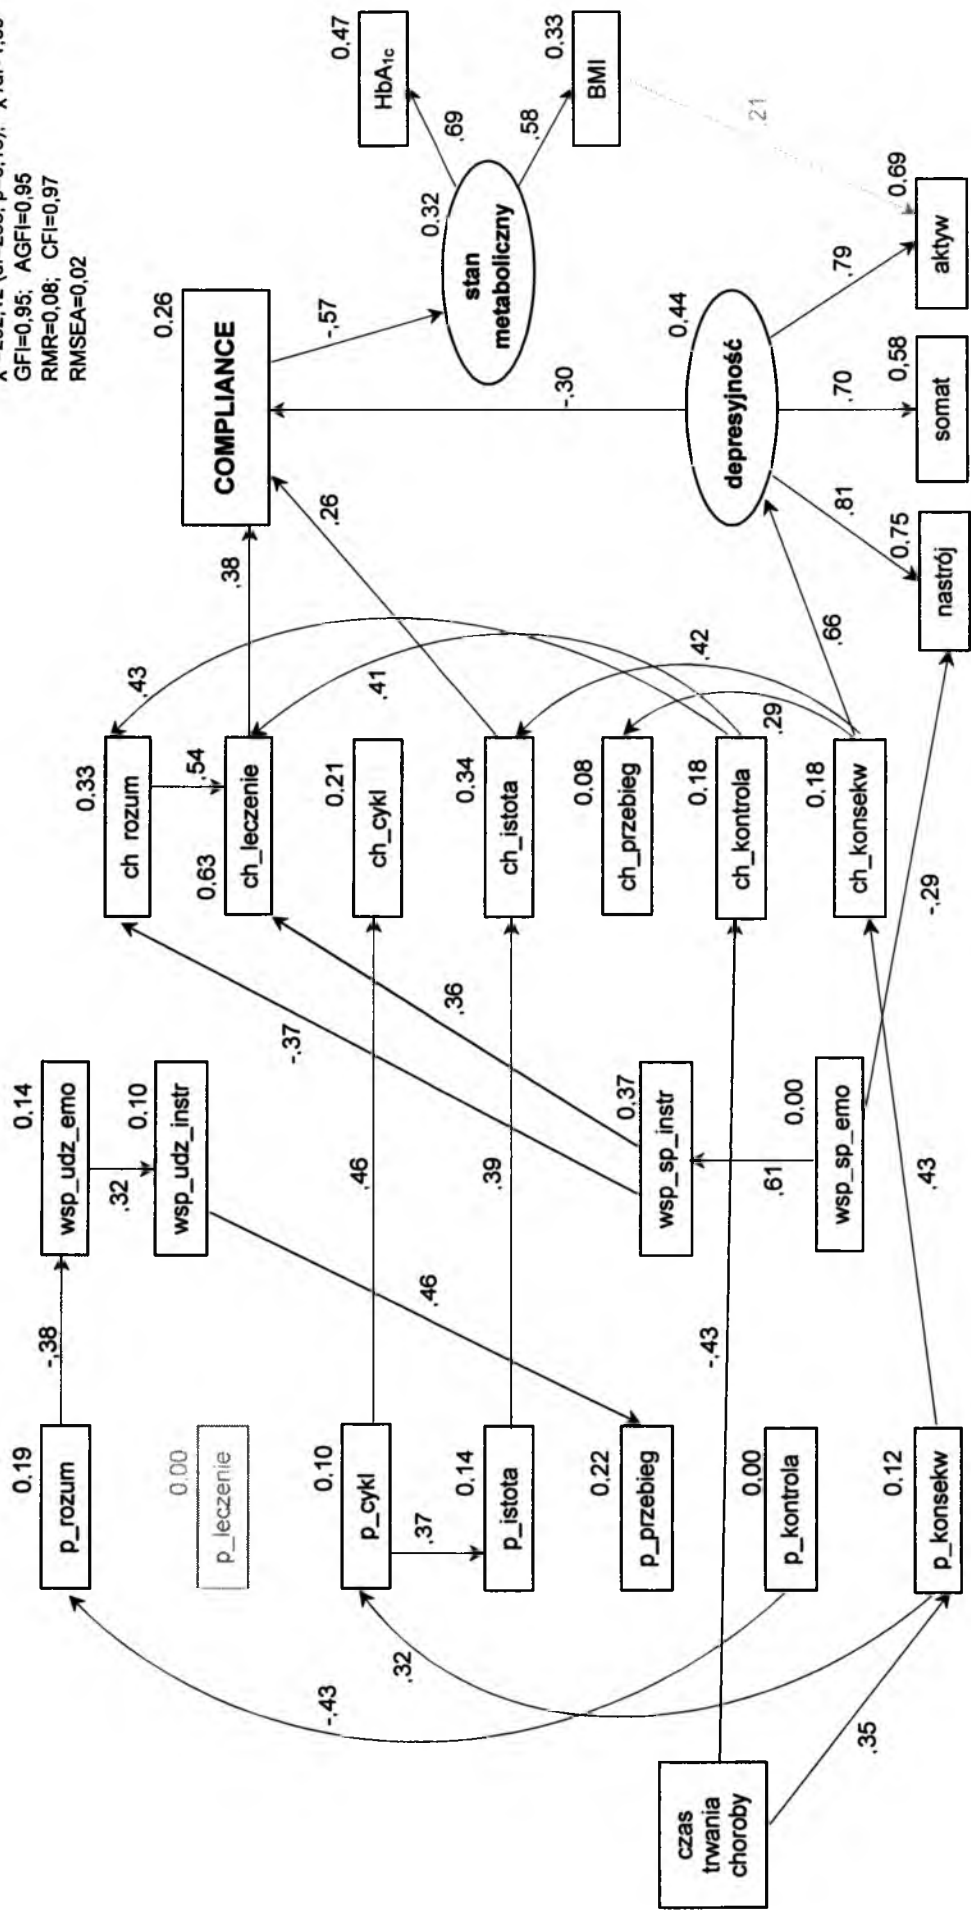 GFI=0,95; AGFI=0,95
RMR=0,08; CFI=0,97
RMSEA=0,02
czas
trwania
choroby
,35
-,43
,32
-,43
0,19
p_rozum
0,00
p_leczenie
0,10
p_cykl
,37
0,14
p_istota
0,22
p_przebieg
0,00
p_kontrola
0,12
p_konsekw
-,38
,46
,46
,39
,43
0,14
wsp_udz_emo
,32
0,10
wsp_udz_instr
0,37
wsp_sp_instr
,61
0,00
wsp_sp_emo
-,37
,36
-,29
0,33
ch_rozum
,54
0,63
ch_leczenie
0,21
ch_cykl
0,34
ch_istota
0,08
ch_przebieg
0,18
ch_kontrola
0,18
ch_konsekw
,43
,41
,42
,29
,38
,26
,66
0,26
COMPLIANCE
-,57
-,30
0,32
stan
metaboliczny
,69
,58
0,47
HbA1c
0,33
BMI
,21
0,44
depresyjność
,81
,70
,79
0,75
nastrój
0,58
somat
0,69
aktyw